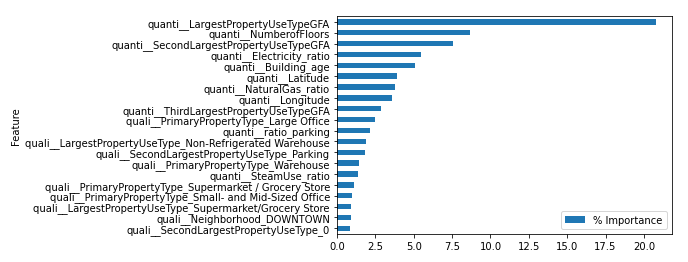 quanti__LargestPropertyUseTypeGFA
quanti__NumberofFloors
quanti__SecondLargestPropertyUseTypeGFA
quanti__Electricity_ratio
quanti__Building_age
quanti__Latitude
quanti__NaturalGas_ratio
quanti__Longitude
quanti__ThirdLargestPropertyUseTypeGFA
quali__PrimaryPropertyType_Large Office
quanti__ratio_parking
quali__LargestPropertyUseType_Non-Refrigerated Warehouse
quali__SecondLargestPropertyUseType_Parking
quali__PrimaryPropertyType_Warehouse
quanti__SteamUse_ratio
quali__PrimaryPropertyType_Supermarket / Grocery Store
quali__PrimaryPropertyType_Small- and Mid-Sized Office
quali__LargestPropertyUseType_Supermarket/Grocery Store
quali__Neighborhood_DOWNTOWN
quali__SecondLargestPropertyUseType_0
Feature
% Importance
0.0 2.5 5.0 7.5 10.0 12.5 15.0 17.5 20.0